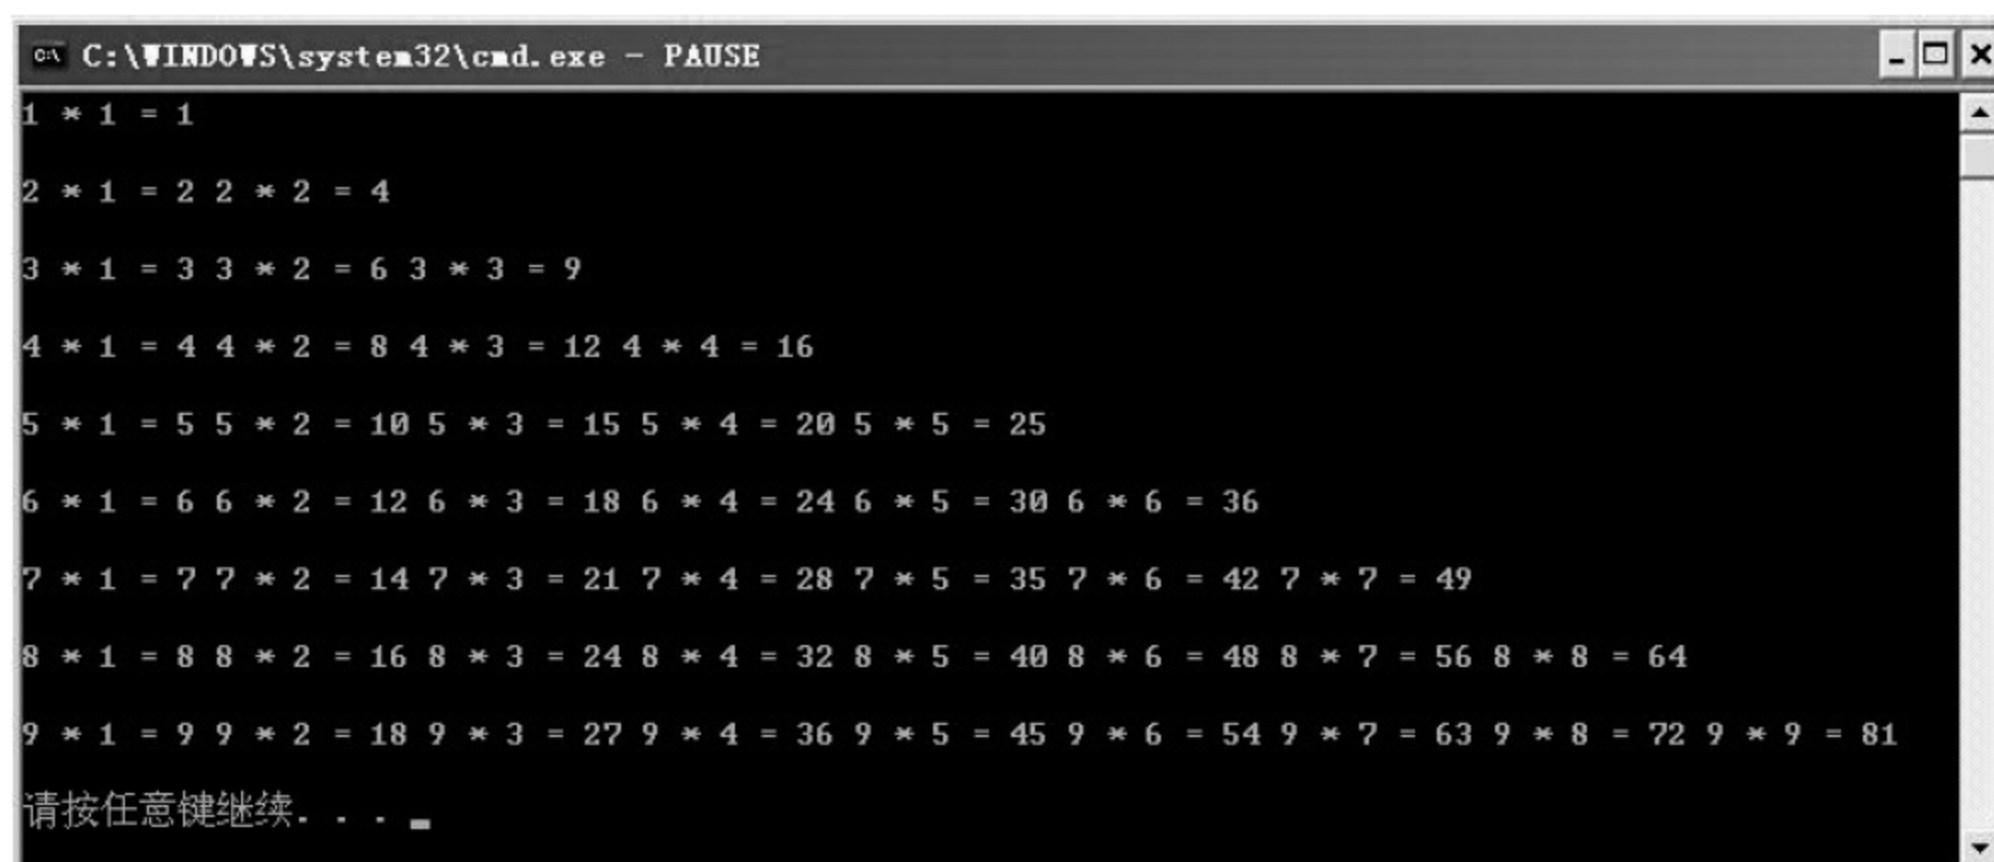 C:\WINDOWS\system32\cmd.exe - PAUSE
1 * 1 = 1
2 * 1 = 2 2 * 2 = 4
3 * 1 = 3 3 * 2 = 6 3 * 3 = 9
4 * 1 = 4 4 * 2 = 8 4 * 3 = 12 4 * 4 = 16
5 * 1 = 5 5 * 2 = 10 5 * 3 = 15 5 * 4 = 20 5 * 5 = 25
6 * 1 = 6 6 * 2 = 12 6 * 3 = 18 6 * 4 = 24 6 * 5 = 30 6 * 6 = 36
7 * 1 = 7 7 * 2 = 14 7 * 3 = 21 7 * 4 = 28 7 * 5 = 35 7 * 6 = 42 7 * 7 = 49
8 * 1 = 8 8 * 2 = 16 8 * 3 = 24 8 * 4 = 32 8 * 5 = 40 8 * 6 = 48 8 * 7 = 56 8 * 8 = 64
9 * 1 = 9 9 * 2 = 18 9 * 3 = 27 9 * 4 = 36 9 * 5 = 45 9 * 6 = 54 9 * 7 = 63 9 * 8 = 72 9 * 9 = 81
请按任意键继续. . . _